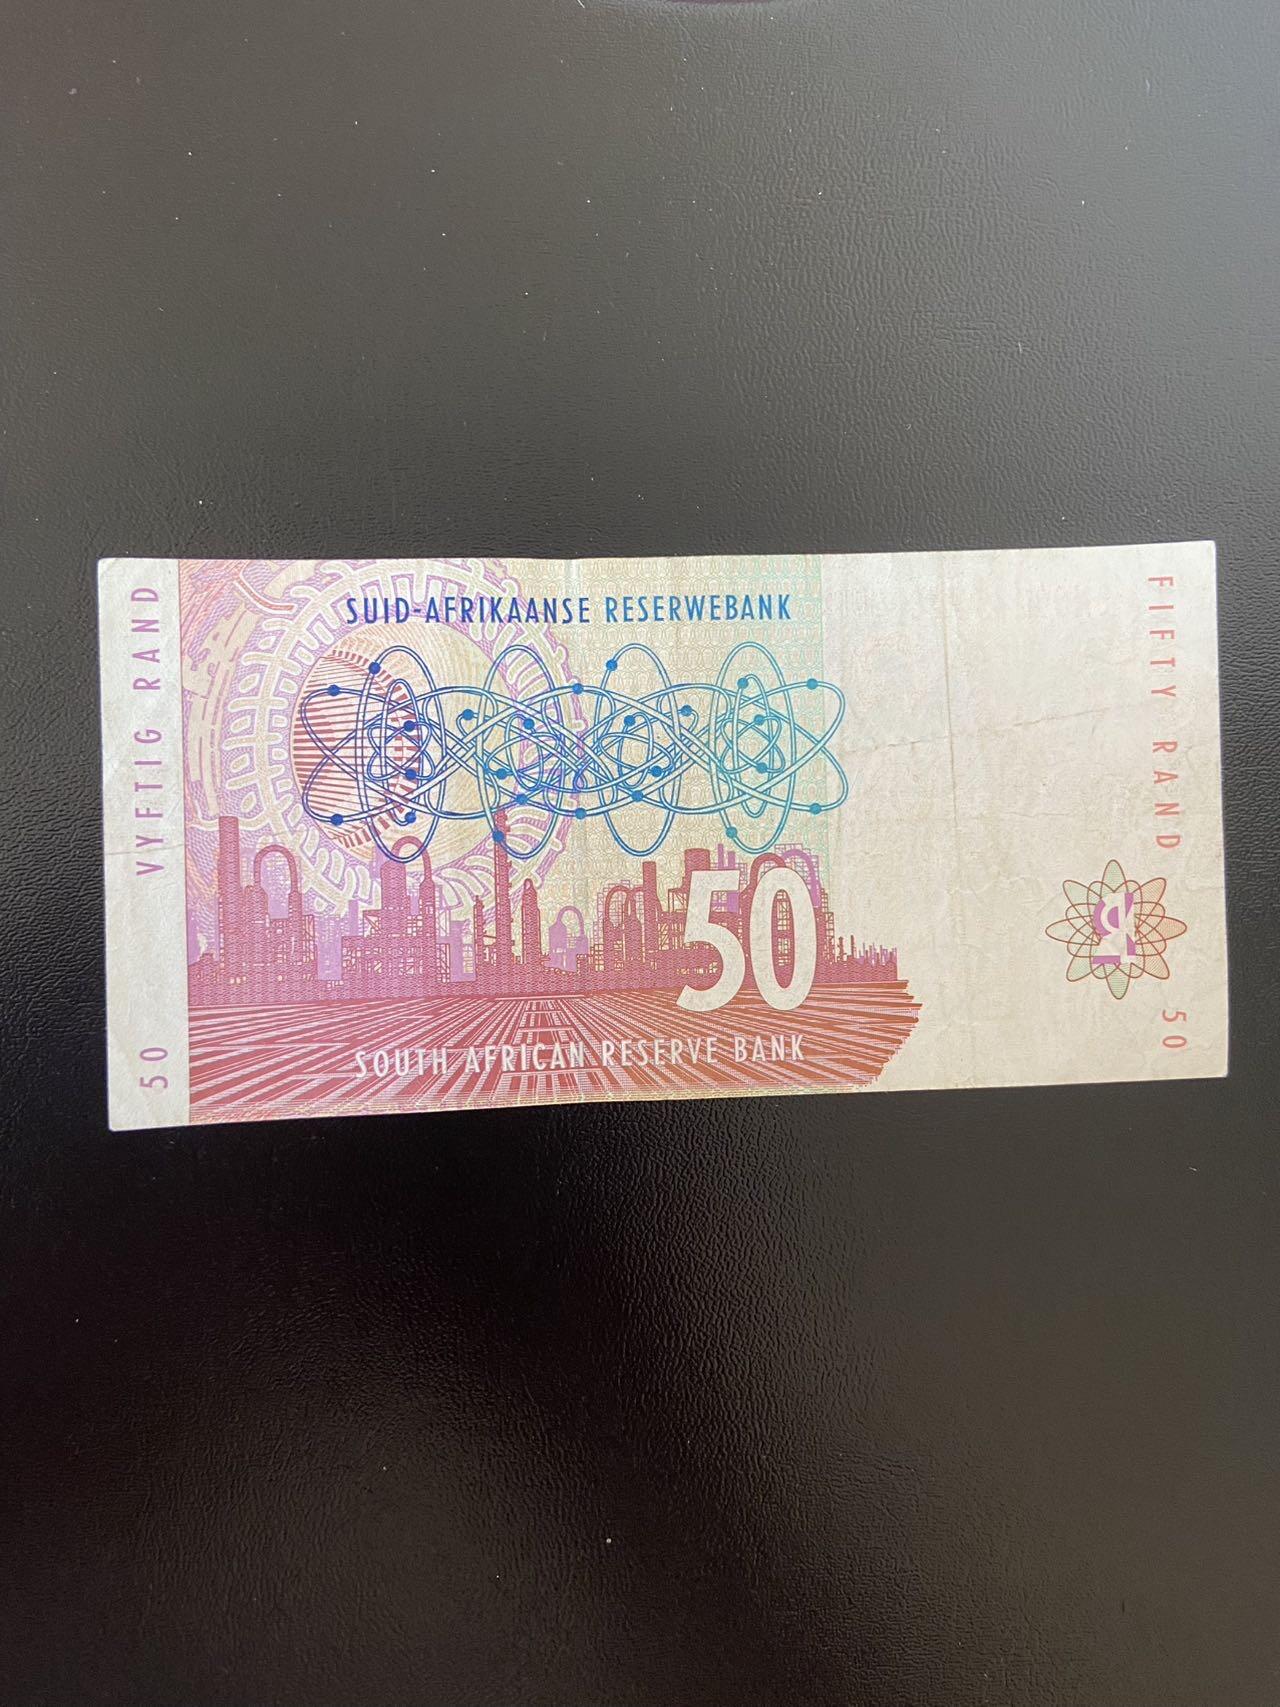 VYFTIG RAND
50
SUID-AFRIKAANSE RESERWEBANK
50
SOUTH AFRICAN RESERVE BANK
FIFTY RAND
50